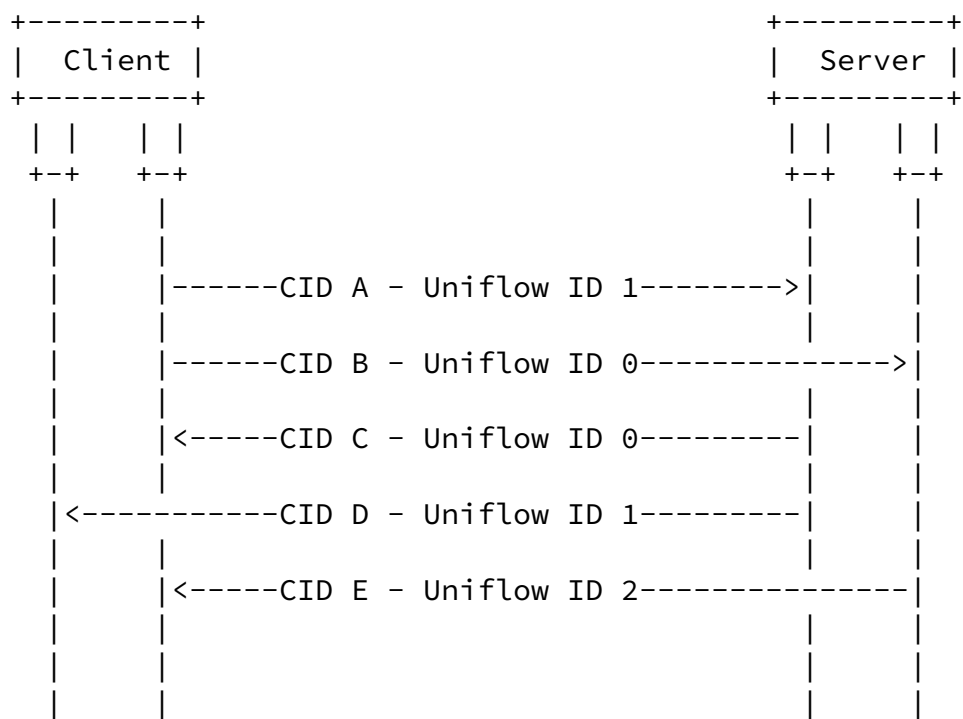 Client Server
CID A - Uniflow ID 1
CID B - Uniflow ID 0
CID C - Uniflow ID 0
CID D - Uniflow ID 1
CID E - Uniflow ID 2